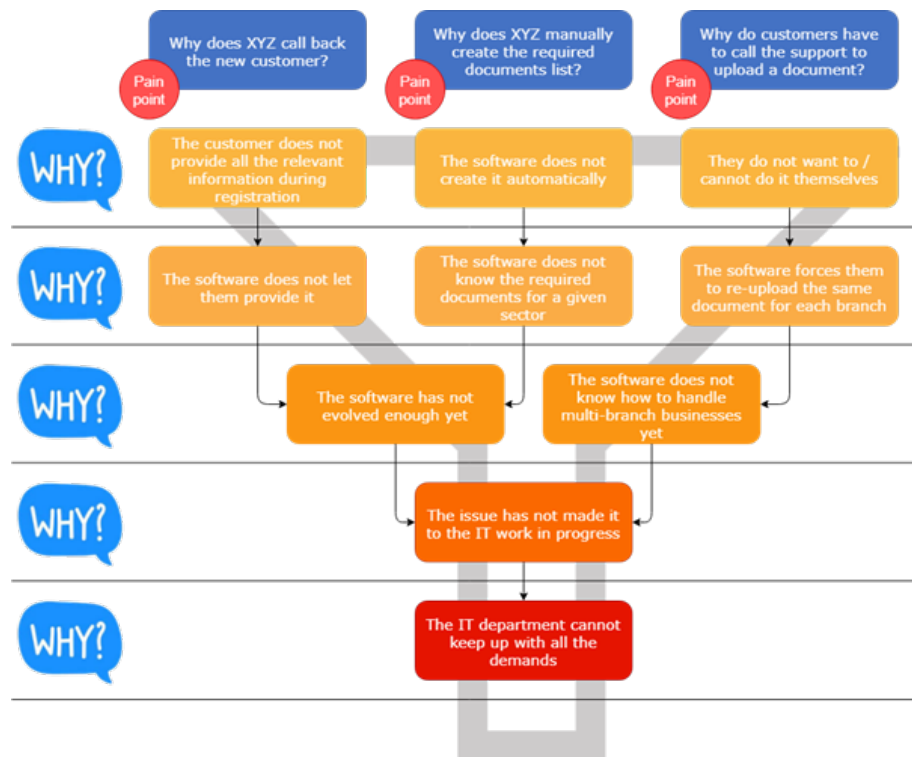 Why does XYZ call back
the new customer?
Pain
point
Why does XYZ manually
create the required
documents list?
Pain
point
Why do customers have
to call the support to
upload a document?
Pain
point
WHY?
The customer does not
provide all the relevant
information during
registration
The software does not
create it automatically
They do not want to /
cannot do it themselves
WHY?
The software does not let
them provide it
The software does not
know the required
documents for a given
sector
The software forces them
to re-upload the same
document for each branch
WHY?
The software has not
evolved enough yet
The software does not
know how to handle
multi-branch businesses
yet
WHY?
The issue has not made it
to the IT work in progress
WHY?
The IT department cannot
keep up with all the
demands